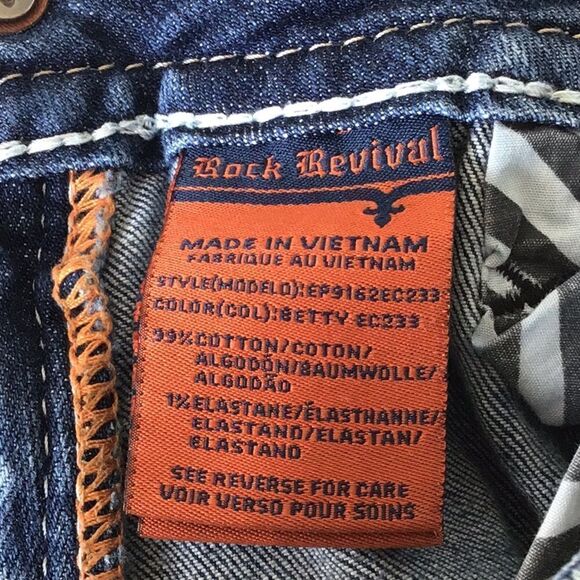 Rock Revival
MADE IN VIETNAM
FABRIQUE AU VIETNAM
STYLE(MODELO):EP9162EC233
COLOR(COL):BETTY EC233
99%COTTON/COTON/
ALGODÓN/BAUMWOLLE/
ALGODÃO
1%ELASTANE/ÉLASTHANNE/
ELASTAND/ELASTAN/
ELASTANO
SEE REVERSE FOR CARE
VOIR VERSO POUR SOINS